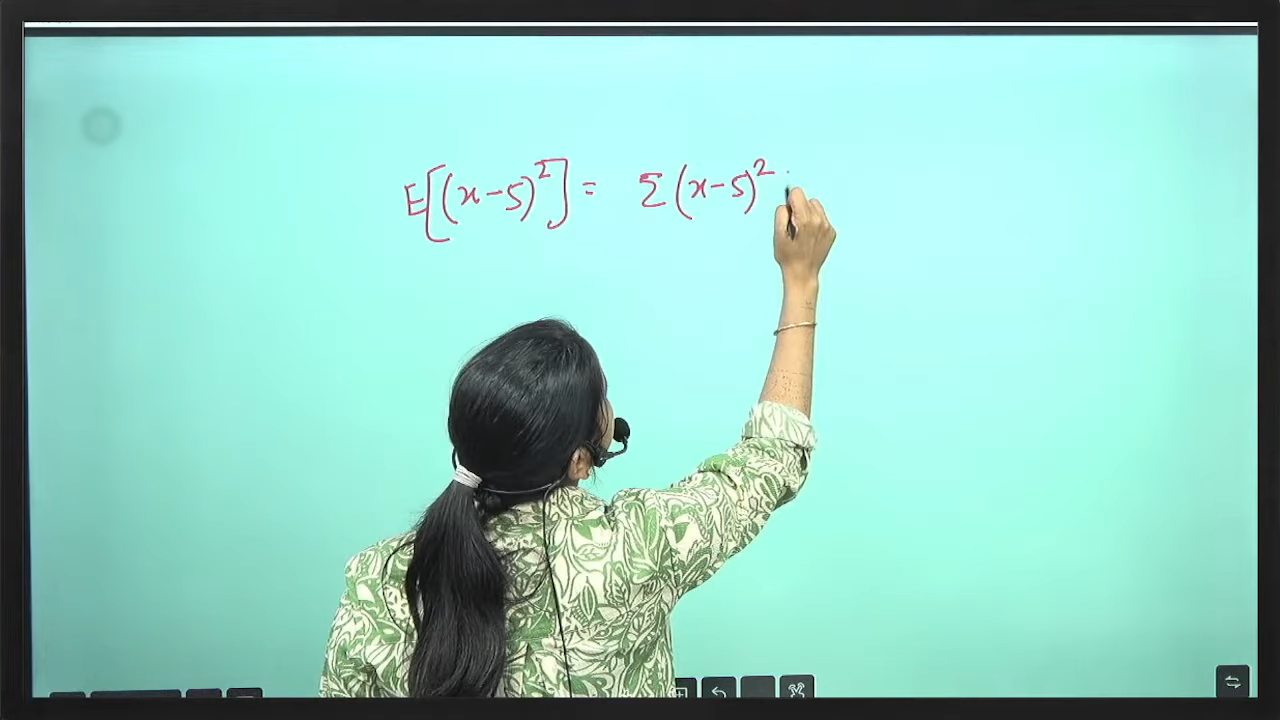 E[(x-5)²] = Σ(x-5)²